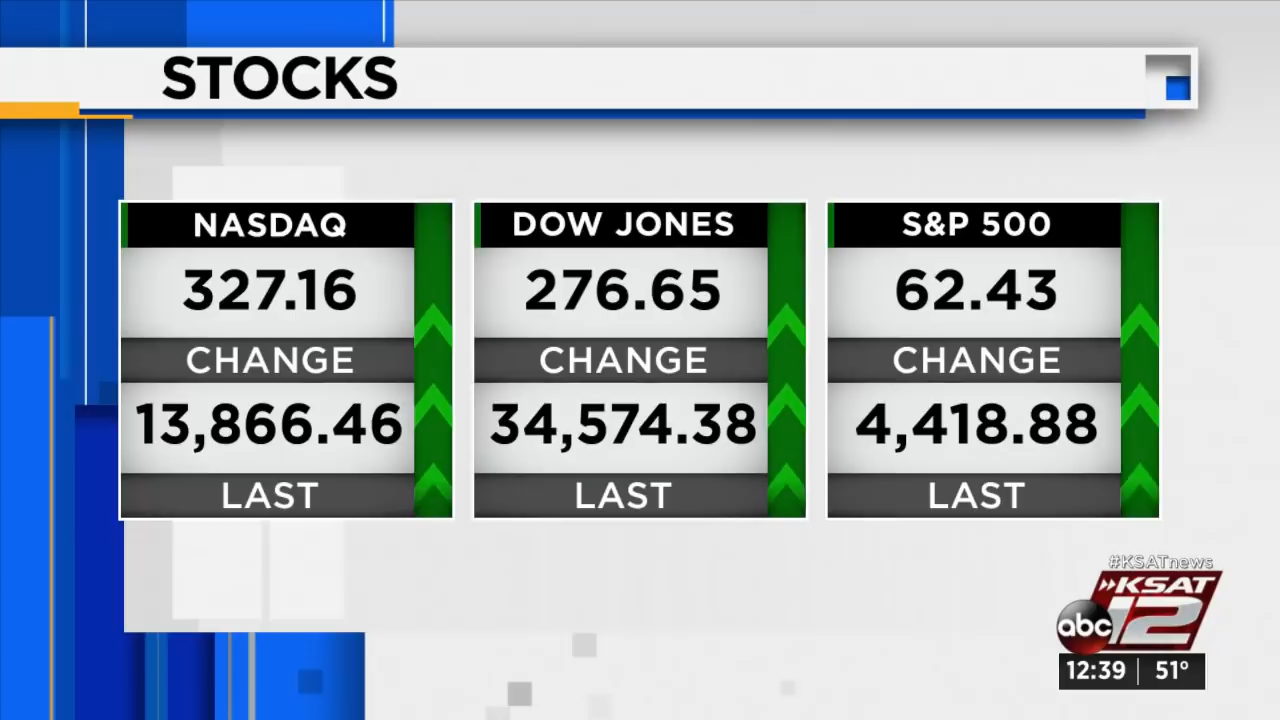 STOCKS
NASDAQ
327.16
CHANGE
13,866.46
LAST
DOW JONES
276.65
CHANGE
34,574.38
LAST
S&P 500
62.43
CHANGE
4,418.88
LAST
#KSATnews
KSAT
abc 12
12:39 51°